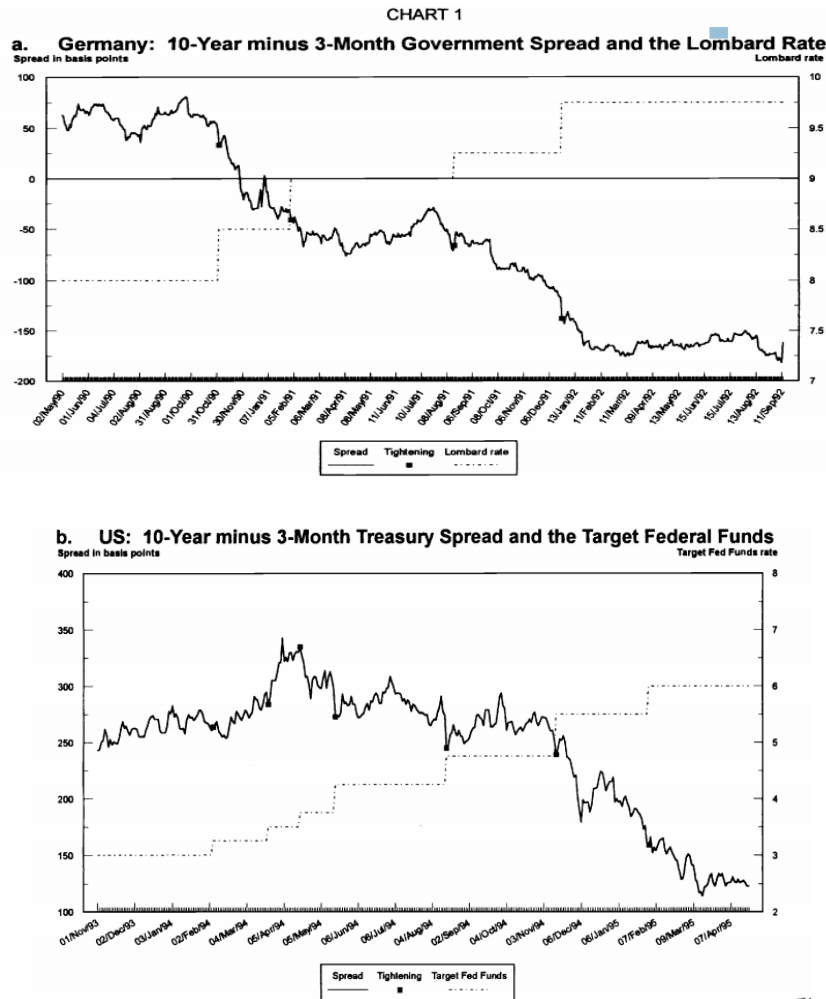 CHART 1
a. Germany: 10-Year minus 3-Month Government Spread and the Lombard Rate
Spread in basis points Lombard rate
100 10
50 9.5
0 9
-50 8.5
-100 8
-150 7.5
-200 7
02/May/90 01/Jun/90 04/Jul/90 02/Aug/90 31/Aug/90 01/Oct/90 31/Oct/90 30/Nov/90 07/Jan/91 05/Feb/91 06/Mar/91 08/Apr/91 08/May/91 11/Jun/91 10/Jul/91 08/Aug/91 06/Sep/91 08/Oct/91 06/Nov/91 06/Dec/91 13/Jan/92 11/Feb/92 11/Mar/92 09/Apr/92 13/May/92 15/Jun/92 15/Jul/92 13/Aug/92 11/Sep/92
Spread Tightening Lombard rate
b. US: 10-Year minus 3-Month Treasury Spread and the Target Federal Funds
Spread in basis points Target Fed Funds rate
400 8
350 7
300 6
250 5
200 4
150 3
100 2
01/Nov/93 02/Dec/93 03/Jan/94 02/Feb/94 04/Mar/94 05/Apr/94 05/May/94 06/Jun/94 06/Jul/94 04/Aug/94 02/Sep/94 04/Oct/94 03/Nov/94 06/Dec/94 06/Jan/95 07/Feb/95 09/Mar/95 07/Apr/95
Spread Tightening Target Fed Funds